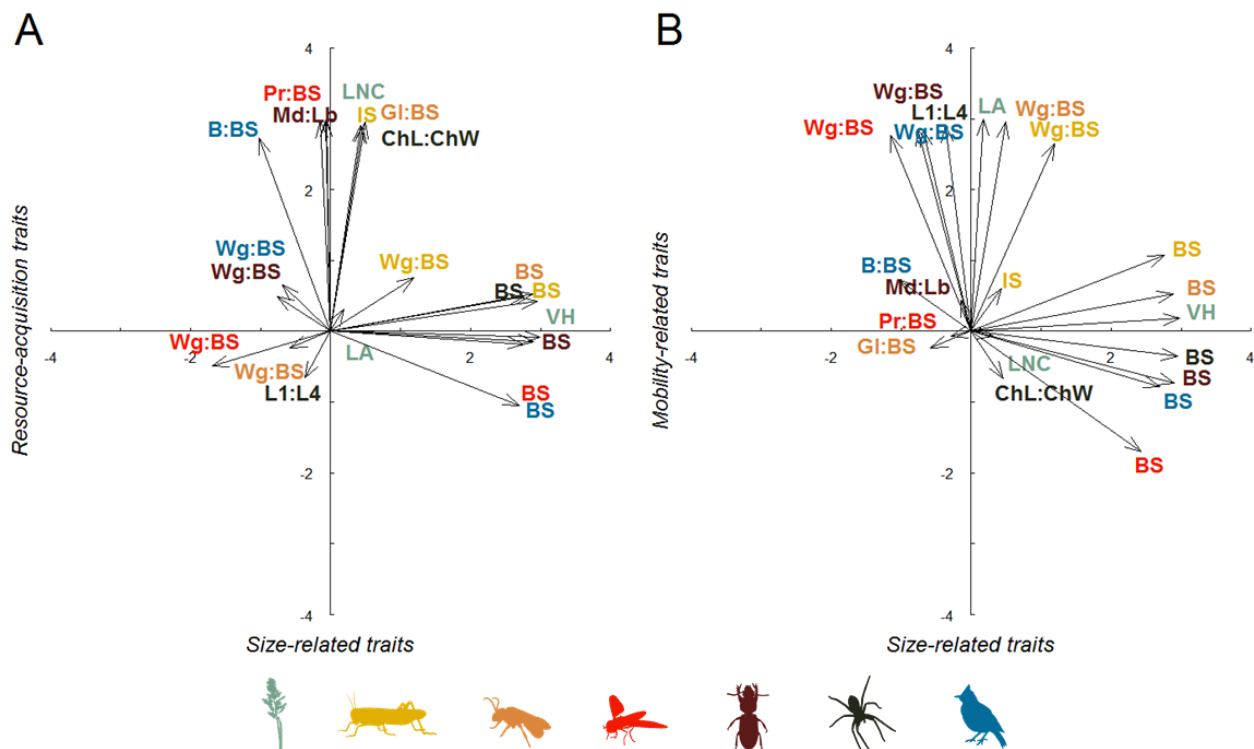 A
B
4
Pr:BS LNC
Md:Lb IS Gl:BS
B:BS ChL:ChW
2
Wg:BS
Wg:BS Wg:BS BS
BS BS
VH
-4 -2 2 4
Wg:BS LA BS
Wg:BS
L1:L4 BS
BS
-2
-4
Resource-acquisition traits
Size-related traits
4
Wg:BS
L1:L4 LA Wg:BS
Wg:BS Wg:BS Wg:BS
2
B:BS BS
Md:Lb IS BS
Pr:BS VH
-4 -2 2 4
Gl:BS LNC BS
ChL:ChW BS
BS
BS
-2
-4
Mobility-related traits
Size-related traits